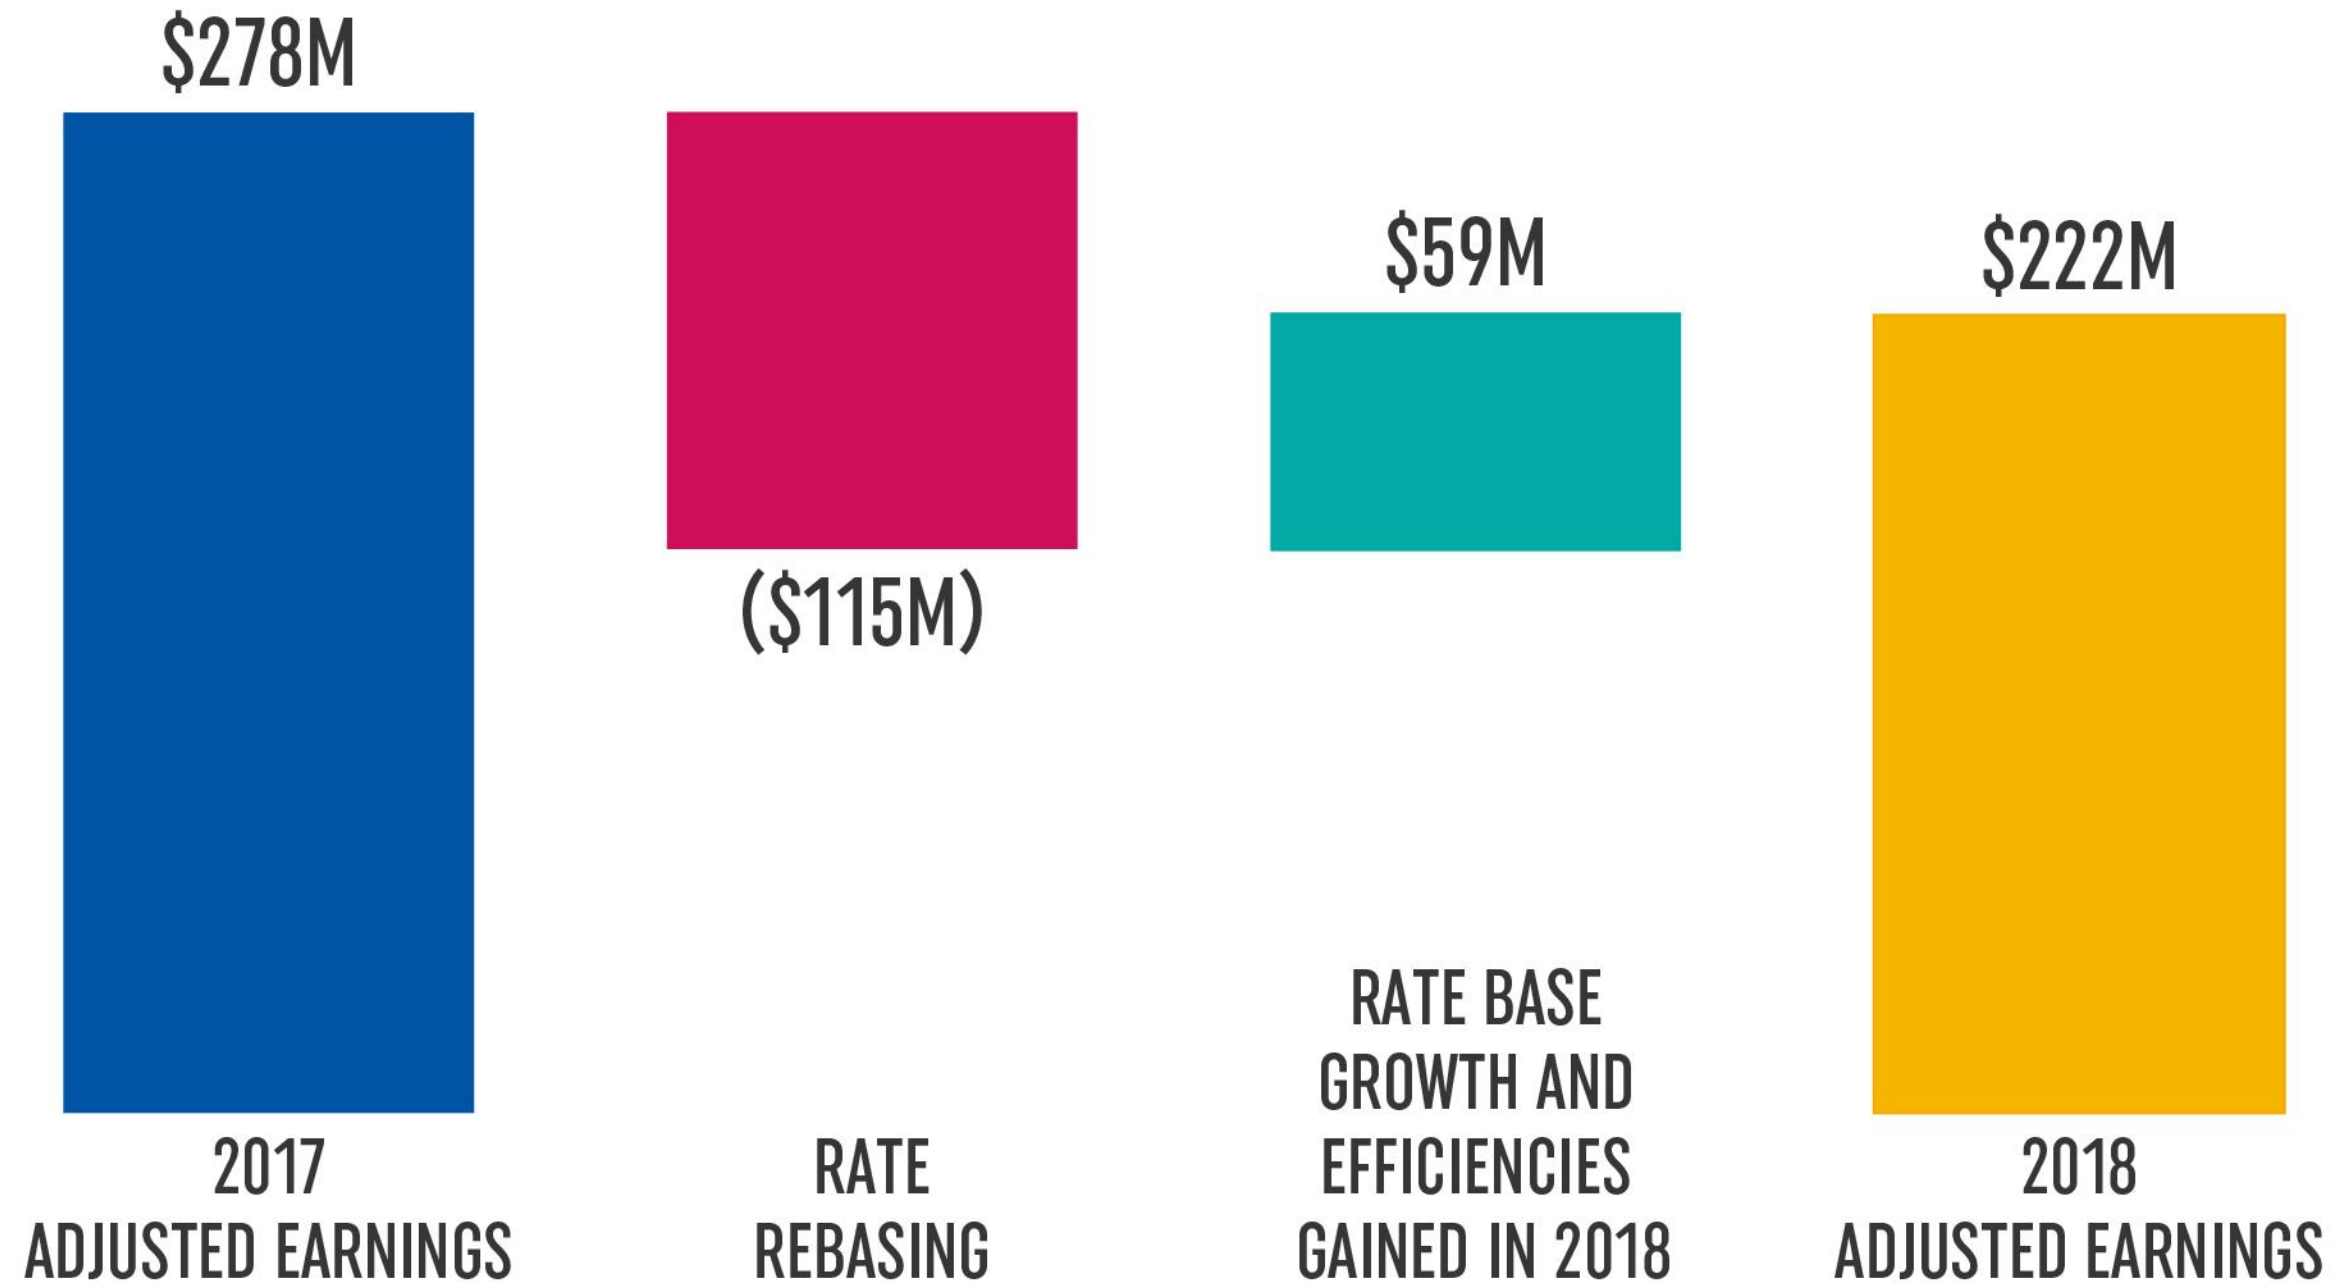 $278M
($115M)
$59M
$222M
2017
ADJUSTED EARNINGS
RATE
REBASING
RATE BASE
GROWTH AND
EFFICIENCIES
GAINED IN 2018
2018
ADJUSTED EARNINGS